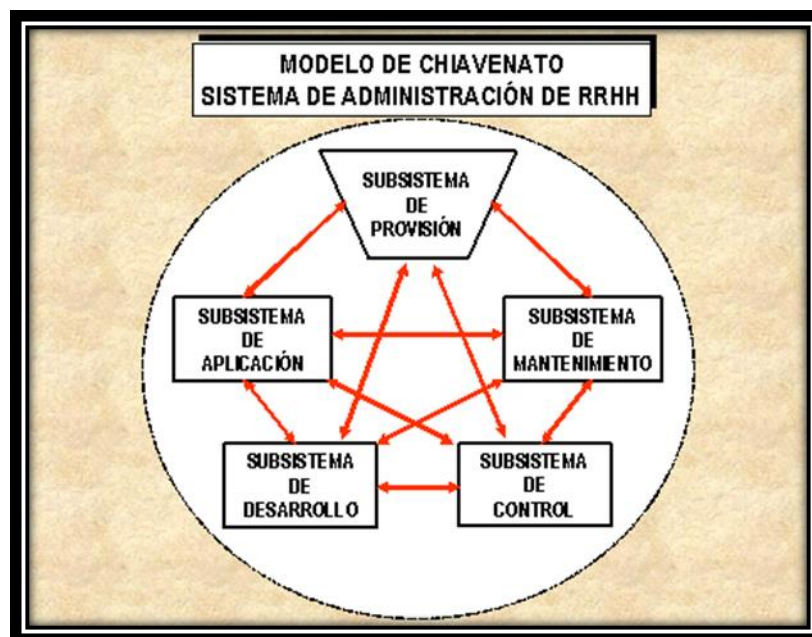 MODELO DE CHIAVENATO
SISTEMA DE ADMINISTRACIÓN DE RRHH
SUBSISTEMA
DE
PROVISIÓN
SUBSISTEMA
DE
APLICACIÓN
SUBSISTEMA
DE
MANTENIMIENTO
SUBSISTEMA
DE
DESARROLLO
SUBSISTEMA
DE
CONTROL